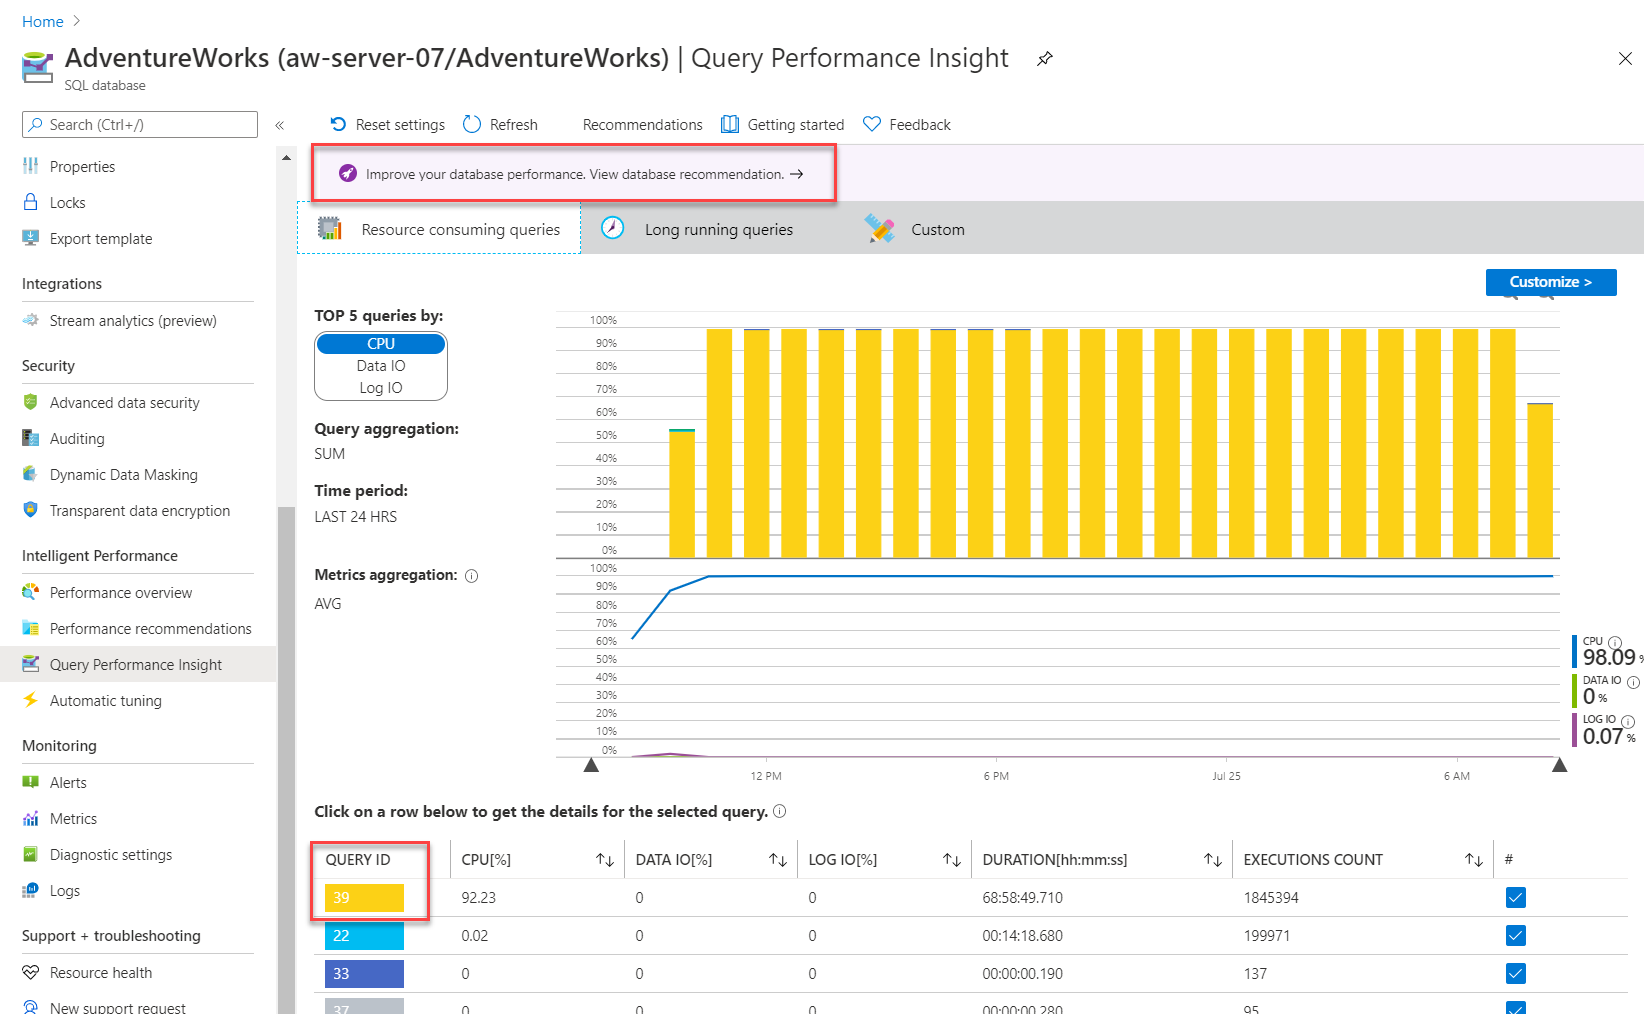 Home
AdventureWorks (aw-server-07/AdventureWorks) | Query Performance Insight
SQL database
Search (Ctrl+/)
«
Reset settings
Refresh
Recommendations
Getting started
Feedback
Improve your database performance. View database recommendation. →
Properties
Locks
Export template
Integrations
Stream analytics (preview)
Security
Advanced data security
Auditing
Dynamic Data Masking
Transparent data encryption
Intelligent Performance
Performance overview
Performance recommendations
Query Performance Insight
Automatic tuning
Monitoring
Alerts
Metrics
Diagnostic settings
Logs
Support + troubleshooting
Resource health
New support request
Resource consuming queries
Long running queries
Custom
Customize >
TOP 5 queries by:
CPU
Data IO
Log IO
Query aggregation:
SUM
Time period:
LAST 24 HRS
Metrics aggregation:
AVG
100%
90%
80%
70%
60%
50%
40%
30%
20%
10%
0%
100%
90%
80%
70%
60%
50%
40%
30%
20%
10%
0%
12 PM
6 PM
Jul 25
6 AM
CPU
98.09 %
DATA IO
0 %
LOG IO
0.07 %
Click on a row below to get the details for the selected query.
QUERY ID CPU[%] DATA IO[%] LOG IO[%] DURATION[hh:mm:ss] EXECUTIONS COUNT #
39 92.23 0 0 68:58:49.710 1845394
22 0.02 0 0 00:14:18.680 199971
33 0 0 0 00:00:00.190 137
37 0 0 0 00:00:00.280 95